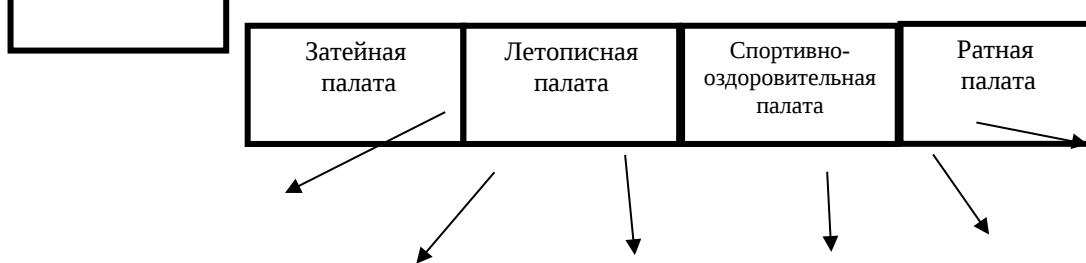 Затейная
палата
Летописная
палата
Спортивно-
оздоровительная
палата
Ратная
палата